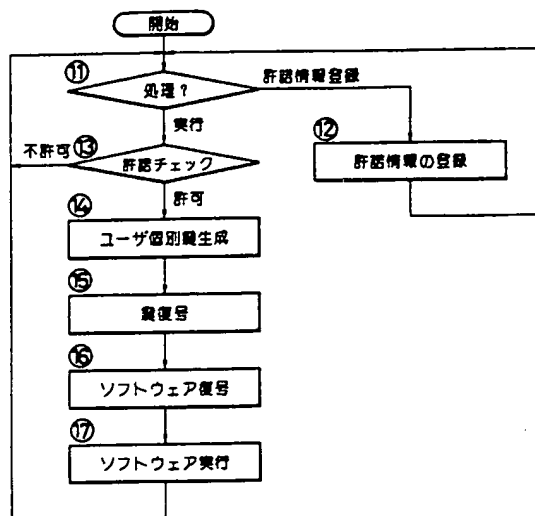 開始
⑪
処理?
許諾情報登録
実行
⑫
許諾情報の登録
不許可
⑬
許諾チェック
許可
⑭
ユーザ個別鍵生成
⑮
鍵復号
⑯
ソフトウェア復号
⑰
ソフトウェア実行